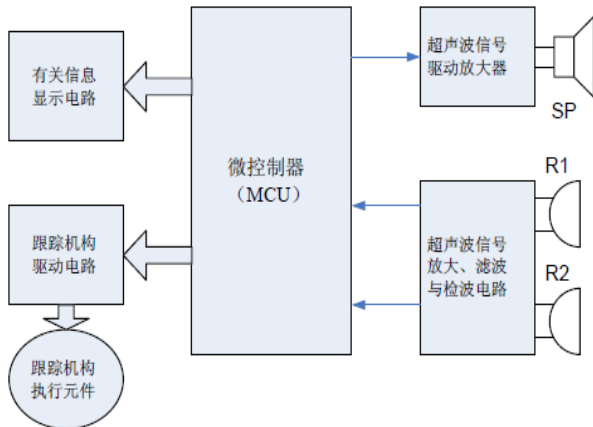 有关信息
显示电路
微控制器
（MCU）
超声波信号
驱动放大器
SP
跟踪机构
驱动电路
超声波信号
放大、滤波
与检波电路
R1
R2
跟踪机构
执行元件